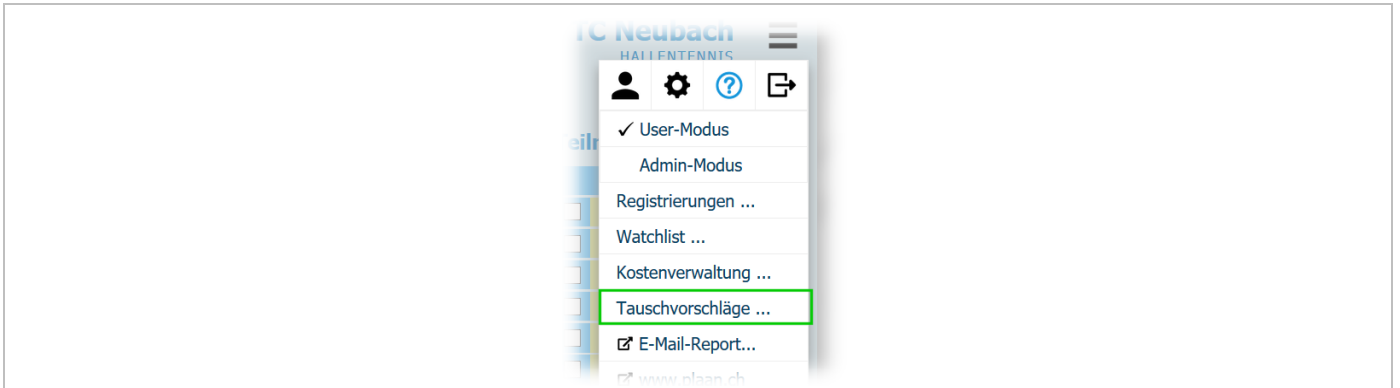 TC Neubach
HALLENTENNIS
User-Modus
Admin-Modus
Registrierungen ...
Watchlist ...
Kostenverwaltung ...
Tauschvorschläge ...
E-Mail-Report...
www.plaan.ch